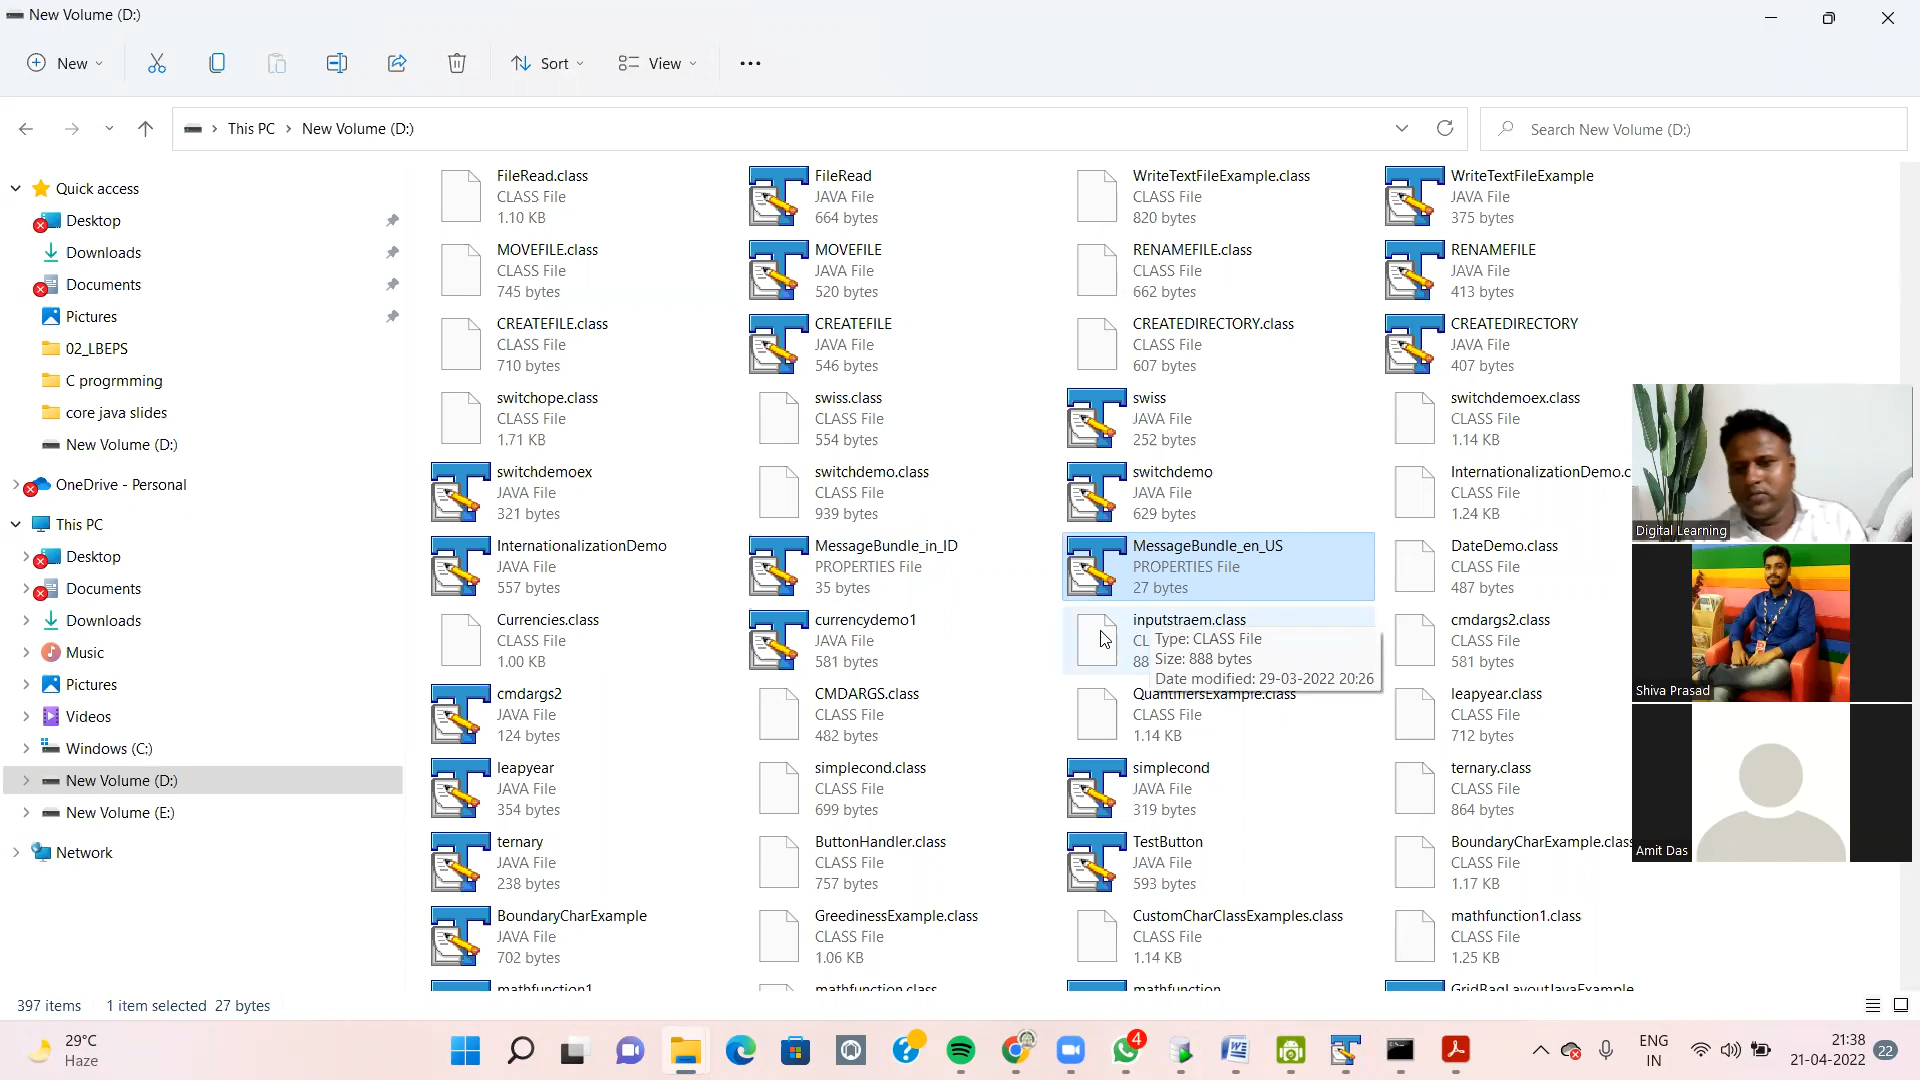 New Volume (D:)
New
Sort
View
This PC
New Volume (D:)
Search New Volume (D:)
Quick access
Desktop
Downloads
Documents
Pictures
02_LBEPS
C progrmming
core java slides
New Volume (D:)
OneDrive - Personal
This PC
Desktop
Documents
Downloads
Music
Pictures
Videos
Windows (C:)
New Volume (D:)
New Volume (E:)
Network
FileRead.class
CLASS File
1.10 KB
FileRead
JAVA File
664 bytes
WriteTextFileExample.class
CLASS File
820 bytes
WriteTextFileExample
JAVA File
375 bytes
MOVEFILE.class
CLASS File
745 bytes
MOVEFILE
JAVA File
520 bytes
RENAMEFILE.class
CLASS File
662 bytes
RENAMEFILE
JAVA File
413 bytes
CREATEFILE.class
CLASS File
710 bytes
CREATEFILE
JAVA File
546 bytes
CREATEDIRECTORY.class
CLASS File
607 bytes
CREATEDIRECTORY
JAVA File
407 bytes
switchope.class
CLASS File
1.71 KB
swiss.class
CLASS File
554 bytes
swiss
JAVA File
252 bytes
switchdemoex.class
CLASS File
1.14 KB
switchdemoex
JAVA File
321 bytes
switchdemo.class
CLASS File
939 bytes
switchdemo
JAVA File
629 bytes
InternationalizationDemo.c
CLASS File
1.24 KB
InternationalizationDemo
JAVA File
557 bytes
MessageBundle_in_ID
PROPERTIES File
35 bytes
MessageBundle_en_US
PROPERTIES File
27 bytes
DateDemo.class
CLASS File
487 bytes
Currencies.class
CLASS File
1.00 KB
currencydemo1
JAVA File
581 bytes
inputstraem.class
CL
88
Type: CLASS File
Size: 888 bytes
Date modified: 29-03-2022 20:26
cmdargs2.class
CLASS File
581 bytes
cmdargs2
JAVA File
124 bytes
CMDARGS.class
CLASS File
482 bytes
QuantifiersExample.class
CLASS File
1.14 KB
leapyear.class
CLASS File
712 bytes
leapyear
JAVA File
354 bytes
simplecond.class
CLASS File
699 bytes
simplecond
JAVA File
319 bytes
ternary.class
CLASS File
864 bytes
ternary
JAVA File
238 bytes
ButtonHandler.class
CLASS File
757 bytes
TestButton
JAVA File
593 bytes
BoundaryCharExample.class
CLASS File
1.17 KB
BoundaryCharExample
JAVA File
702 bytes
GreedinessExample.class
CLASS File
1.06 KB
CustomCharClassExamples.class
CLASS File
1.14 KB
mathfunction1.class
CLASS File
1.25 KB
mathfunction1
mathfunction.class
mathfunction
GridBagLayoutJavaExample
Digital Learning
Shiva Prasad
Amit Das
397 items
1 item selected 27 bytes
29°C
Haze
4
ENG
IN
21:38
21-04-2022
22